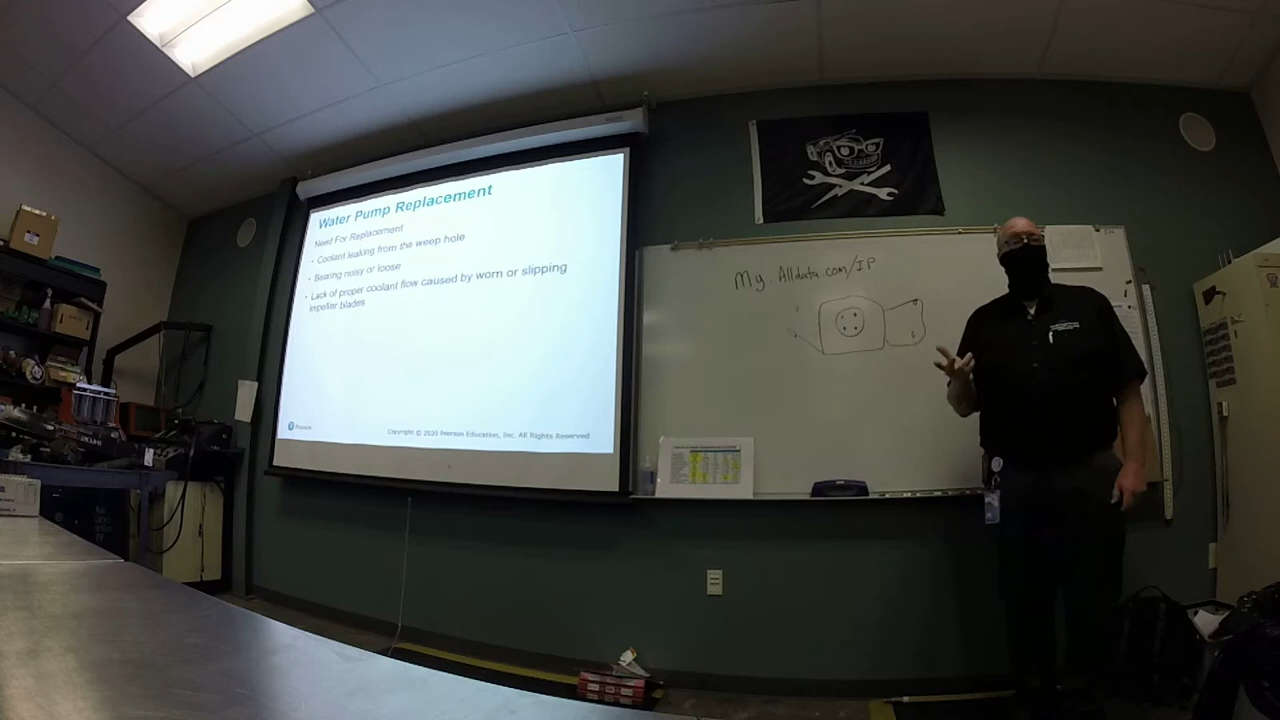 Water Pump Replacement
Need For Replacement
• Coolant leaking from the weep hole
• Bearing noisy or loose
• Lack of proper coolant flow caused by worn or slipping
impeller blades
Pearson
Copyright © 2020 Pearson Education, Inc. All Rights Reserved
My.Alldata.com/IP